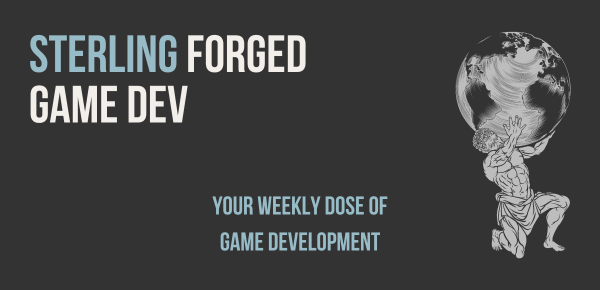 STERLING FORGED
GAME DEV
YOUR WEEKLY DOSE OF
GAME DEVELOPMENT